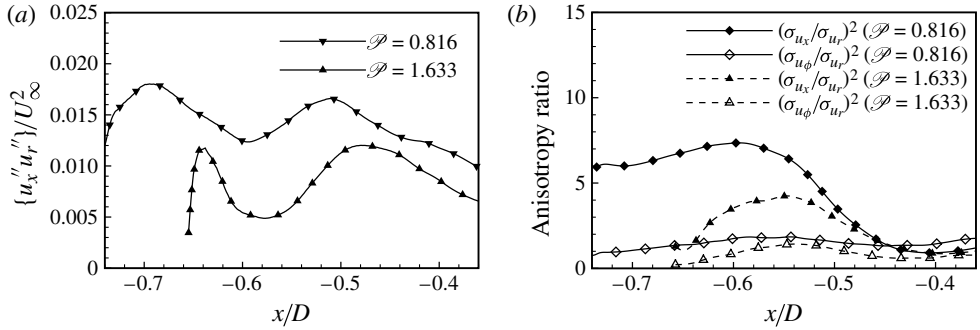 (a)
0.025
0.020
0.015
0.010
0.005
0
{u_x''u_r''}/U_∞^2
𝒫 = 0.816
𝒫 = 1.633
−0.7
−0.6
−0.5
−0.4
x/D
(b)
15
10
5
0
Anisotropy ratio
(σ_{u_x}/σ_{u_r})^2 (𝒫 = 0.816)
(σ_{u_ϕ}/σ_{u_r})^2 (𝒫 = 0.816)
(σ_{u_x}/σ_{u_r})^2 (𝒫 = 1.633)
(σ_{u_ϕ}/σ_{u_r})^2 (𝒫 = 1.633)
−0.7
−0.6
−0.5
−0.4
x/D